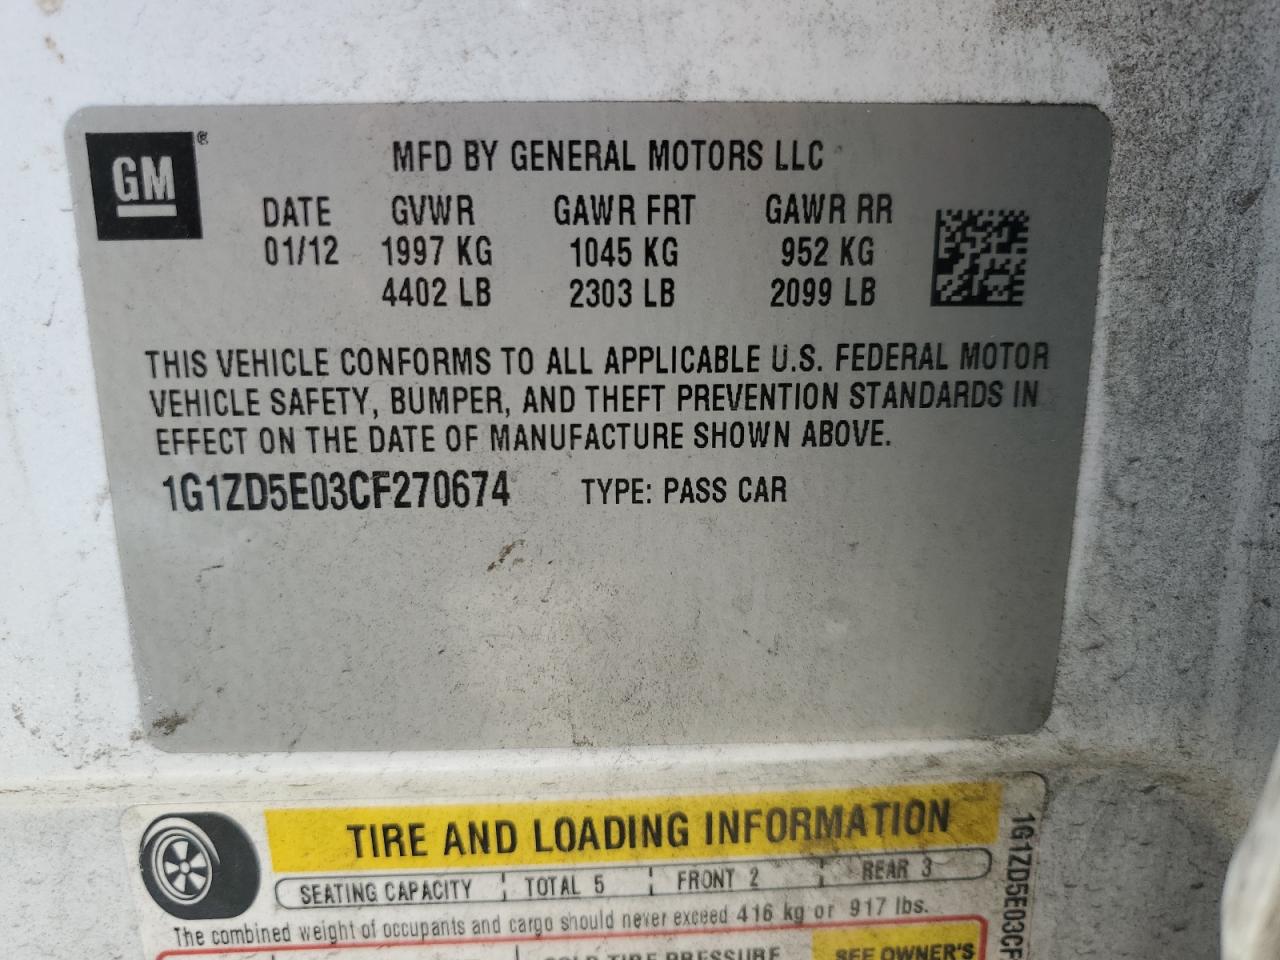 GM ®
MFD BY GENERAL MOTORS LLC
DATE GVWR GAWR FRT GAWR RR
01/12 1997 KG 1045 KG 952 KG
4402 LB 2303 LB 2099 LB
THIS VEHICLE CONFORMS TO ALL APPLICABLE U.S. FEDERAL MOTOR
VEHICLE SAFETY, BUMPER, AND THEFT PREVENTION STANDARDS IN
EFFECT ON THE DATE OF MANUFACTURE SHOWN ABOVE.
1G1ZD5E03CF270674 TYPE: PASS CAR
TIRE AND LOADING INFORMATION
SEATING CAPACITY TOTAL 5 FRONT 2 REAR 3
The combined weight of occupants and cargo should never exceed 416 kg or 917 lbs.
TIRE PRESSURE SEE OWNER'S
1G1ZD5E03CF